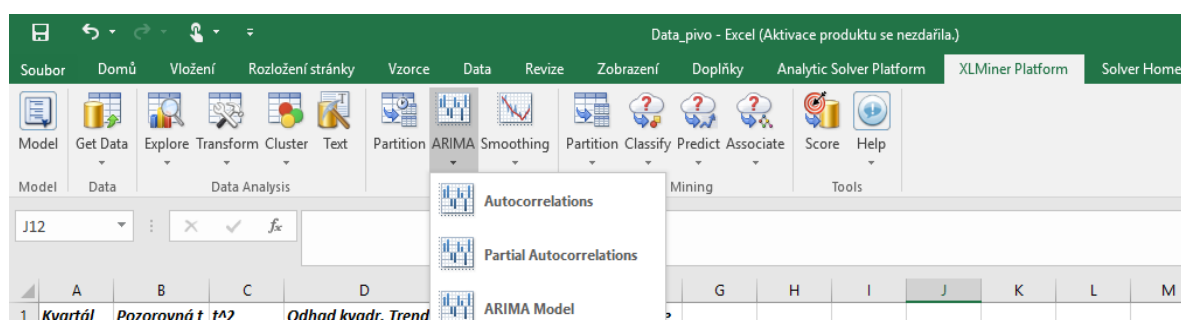 Data_pivo - Excel (Aktivace produktu se nezdařila.)
Soubor Domů Vložení Rozložení stránky Vzorce Data Revize Zobrazení Doplňky Analytic Solver Platform XLMiner Platform Solver Home
Model Get Data Explore Transform Cluster Text Partition ARIMA Smoothing Partition Classify Predict Associate Score Help
Model Data Data Analysis Mining Tools
Autocorrelations
J12 fx
Partial Autocorrelations
A B C D G H I J K L M
ARIMA Model
1 Kvartál Pozorovná t t^2 Odhad kvadr. Trend